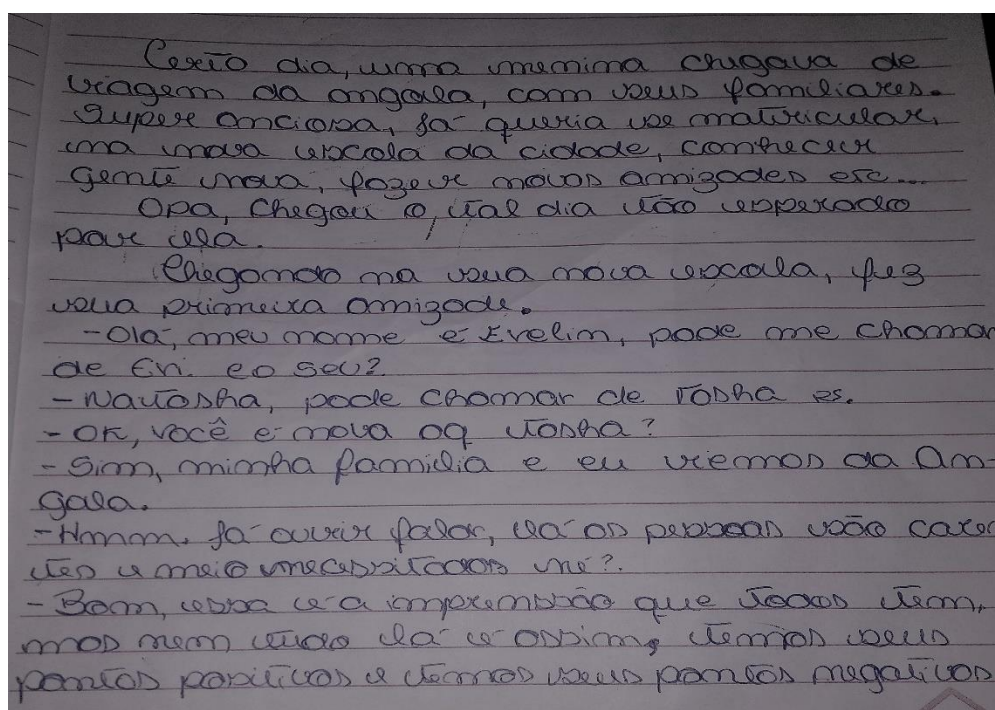 Certo dia, uma menina chegava de
viagem da angola, com seus familiares.
Super anciosa, já queria se matricular,
na nova escola da cidade, conhecer
gente nova, fazer novas amizades etc...
Opa, chegou o, tal dia tão esperado
por ela.
Chegando na sua nova escola, fez
sua primeira amizade.
-Olá, meu nome é Evelin, pode me chamar
de Evi. e o seu?
-Natasha, pode chamar de Tasha es.
-OK, você é nova aq Tasha?
-Sim, minha família e eu viemos da An-
gola.
-Hmmm. Já ouvir falar, lá as pessoas são caren
tes e meio necessitados né?.
-Bom, essa é a impremssão que todos tem,
mas nem tudo lá é assim, temos seus
pontos positivos e temos seus pontos negativos